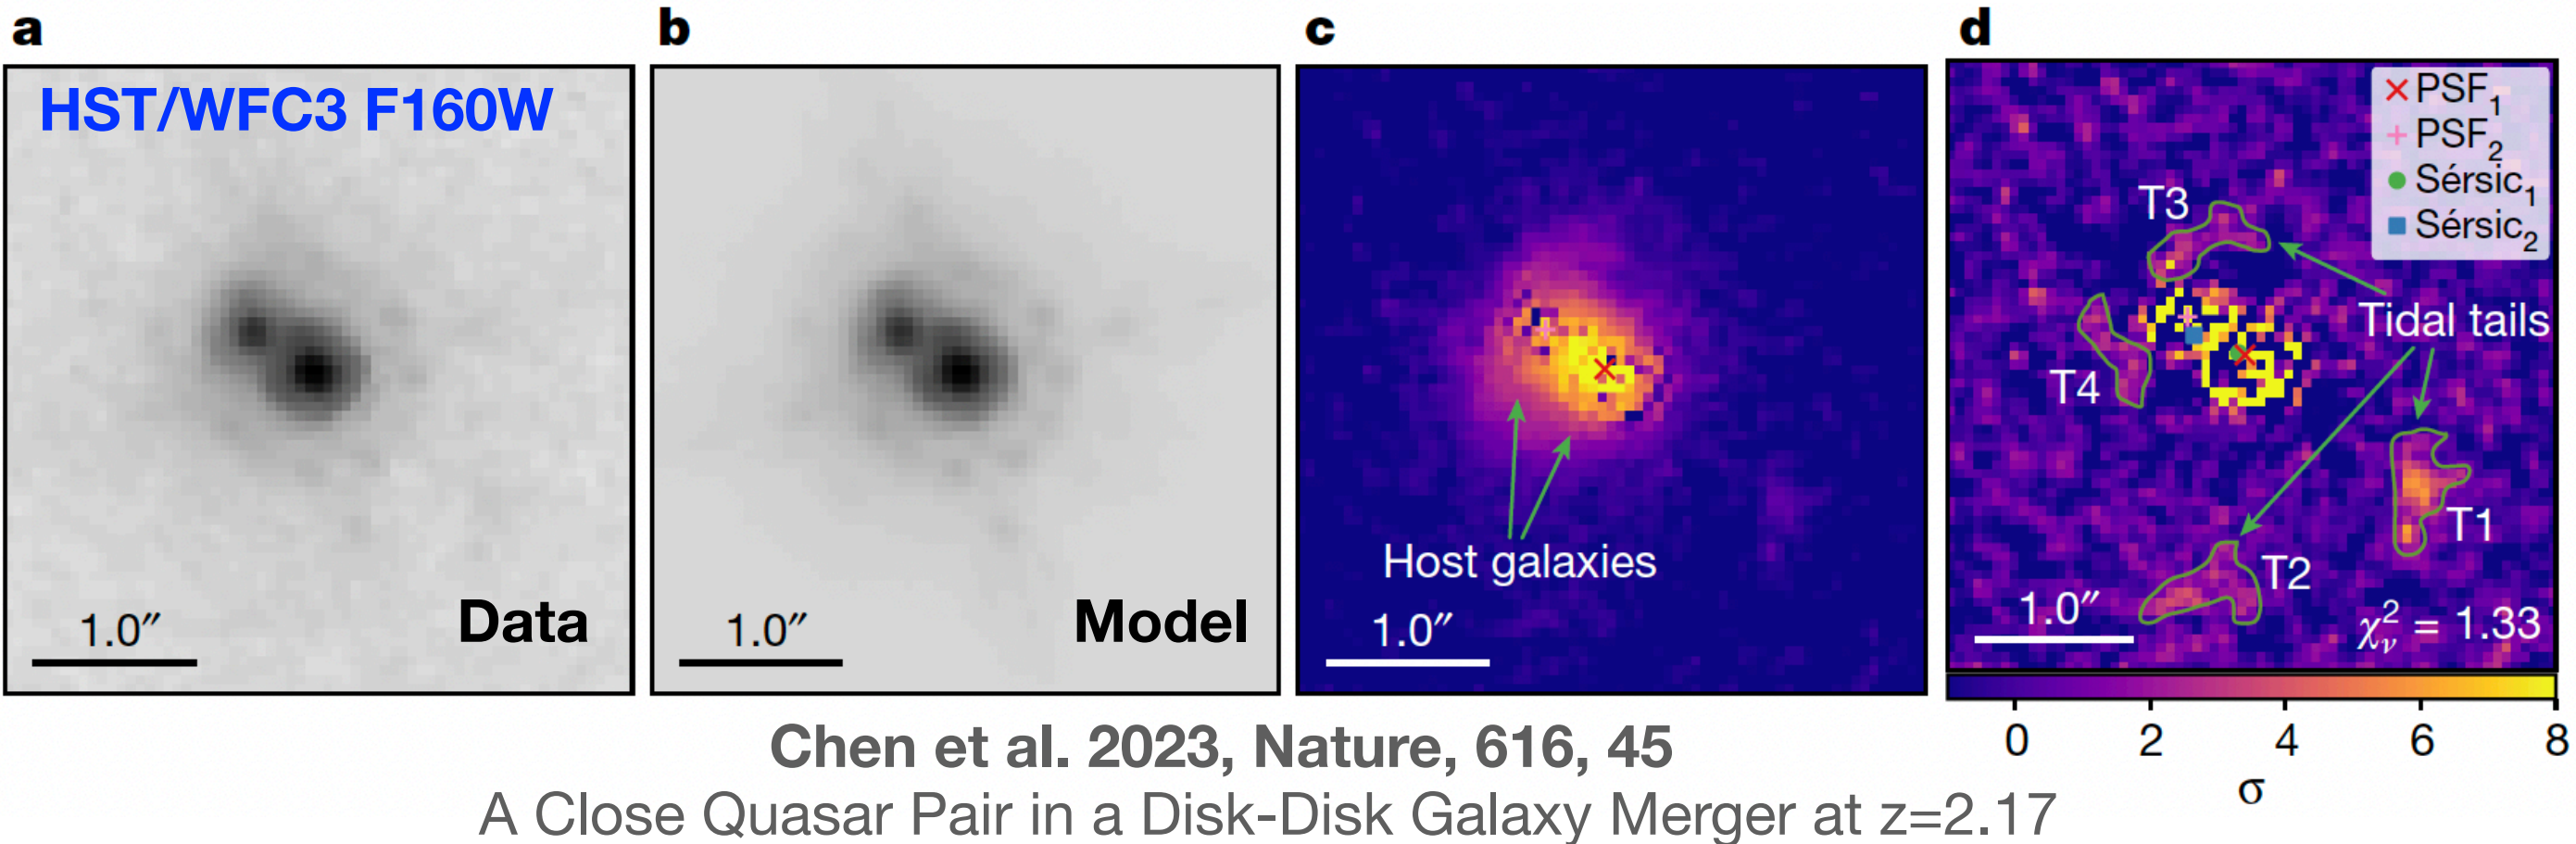 a
b
c
d
HST/WFC3 F160W
1.0″
Data
1.0″
Model
Host galaxies
1.0″
PSF₁
PSF₂
Sérsic₁
Sérsic₂
T3
Tidal tails
T4
T1
T2
1.0″
χ²ᵥ = 1.33
0 2 4 6 8
σ
Chen et al. 2023, Nature, 616, 45
A Close Quasar Pair in a Disk-Disk Galaxy Merger at z=2.17